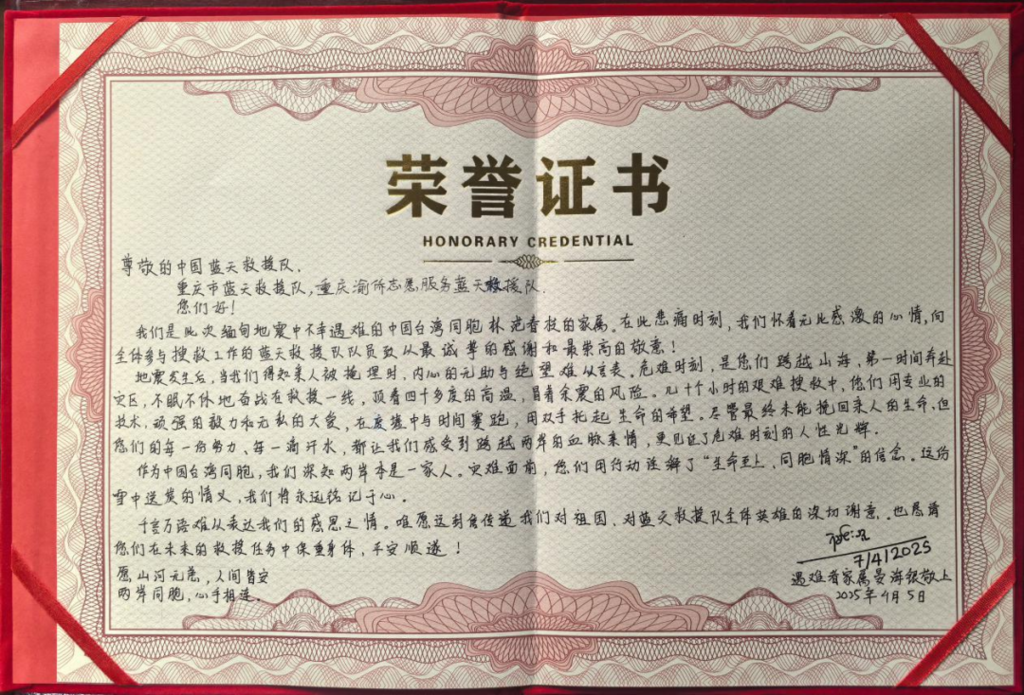 荣誉证书
HONORARY CREDENTIAL
尊敬的中国蓝天救援队.
重庆市蓝天救援队,重庆渝侨志愿服务蓝天救援队.
您们好!
我们是此次缅甸地震中不幸遇难的中国台湾同胞林 春枝的家属。在此悲痛时刻,我们怀着无比感激的心情,向
全体参与搜救工作的蓝天救援队队员致以最诚挚的感谢和最崇高的敬意!
地震发生后,当我们得知亲人被掩埋时,内心的无助与绝望难以言表。危难时刻,是您们跨越山海,第一时间奔赴
灾区,不眠不休地奋战在救援一线,顶着四十多度的高温,冒着余震的风险。几十个小时的艰难搜救中,您们用专业的
技术,顽强的毅力和无私的大爱,在废墟中与时间赛跑,用双手托起生命的希望。尽管最终未能挽回亲人的生命,但
您们的每一份努力、每一滴汗水,都让我们感受到跨越两岸的血脉亲情,更见证了危难时刻的人性光辉.
作为中国台湾同胞,我们深知两岸本是一家人。灾难面前,您们用行动诠释了“生命至上,同胞情深”的信念。这份
雪中送炭的情义,我们将永远铭记于心。
千言万语难以表达我们的感恩之情。唯愿这封信传递我们对祖国、对蓝天救援队全体英雄的深切谢意.也恳请
您们在未来的救援任务中保重身体,平安顺遂!
愿山河无恙,人间皆安
两岸同胞,心手相连.
7/4/2025
遇难者家属晏海银敬上
2025年4月5日